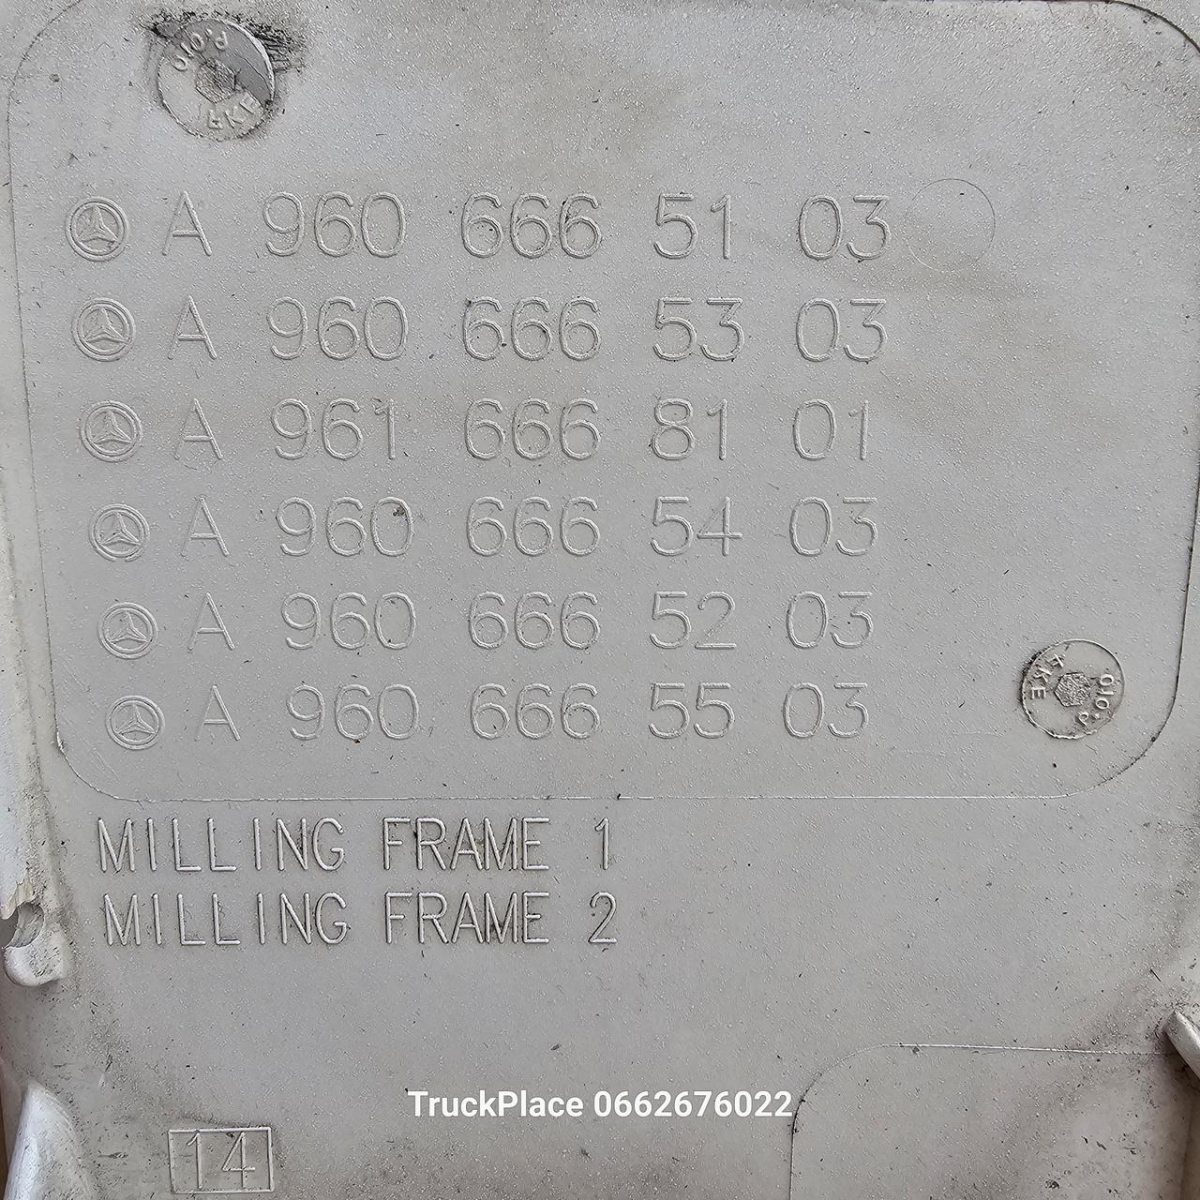 A 960 666 51 03
A 960 666 53 03
A 961 666 81 01
A 960 666 54 03
A 960 666 52 03
A 960 666 55 03
MILLING FRAME 1
MILLING FRAME 2
TruckPlace 0662676022
14